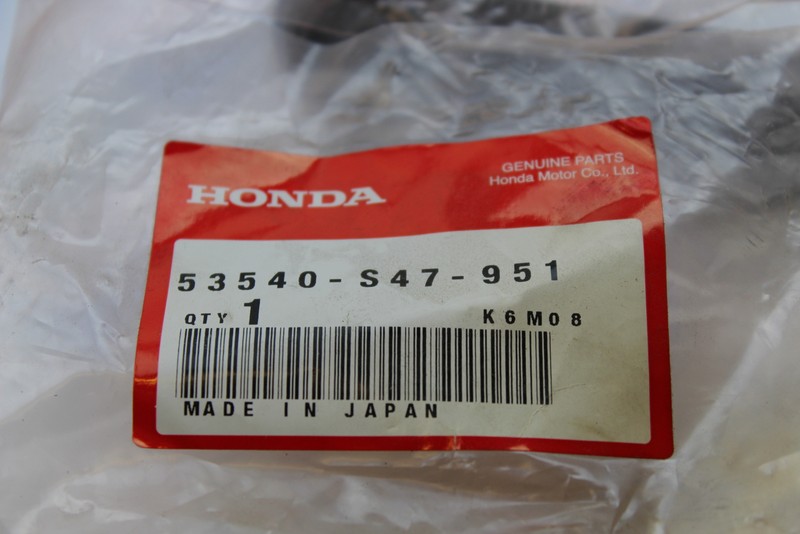 GENUINE PARTS
Honda Motor Co., Ltd.
HONDA
53540-S47-951
QTY 1 K6M08
MADE IN JAPAN